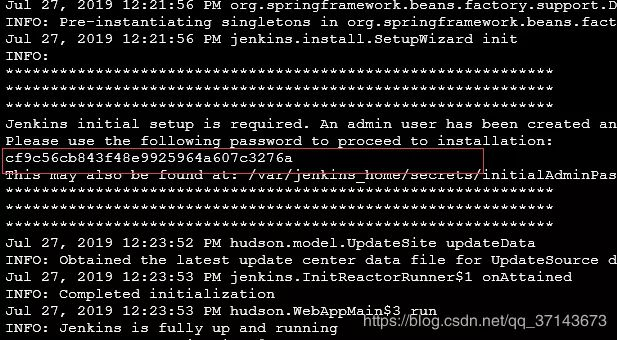 Jul 27, 2019 12:21:56 PM org.springframework.beans.factory.support.D
INFO: Pre-instantiating singletons in org.springframework.beans.fact
Jul 27, 2019 12:21:56 PM jenkins.install.SetupWizard init
INFO:
*************************************************************
*************************************************************
*************************************************************
Jenkins initial setup is required. An admin user has been created an
Please use the following password to proceed to installation:
cf9c56cb843f48e9925964a607c3276a
This may also be found at: /var/jenkins_home/secrets/initialAdminPas
*************************************************************
*************************************************************
*************************************************************
Jul 27, 2019 12:23:52 PM hudson.model.UpdateSite updateData
INFO: Obtained the latest update center data file for UpdateSource d
Jul 27, 2019 12:23:53 PM jenkins.InitReactorRunner$1 onAttained
INFO: Completed initialization
Jul 27, 2019 12:23:53 PM hudson.WebAppMain$3 run
INFO: Jenkins is fully up and running
https://blog.csdn.net/qq_37143673